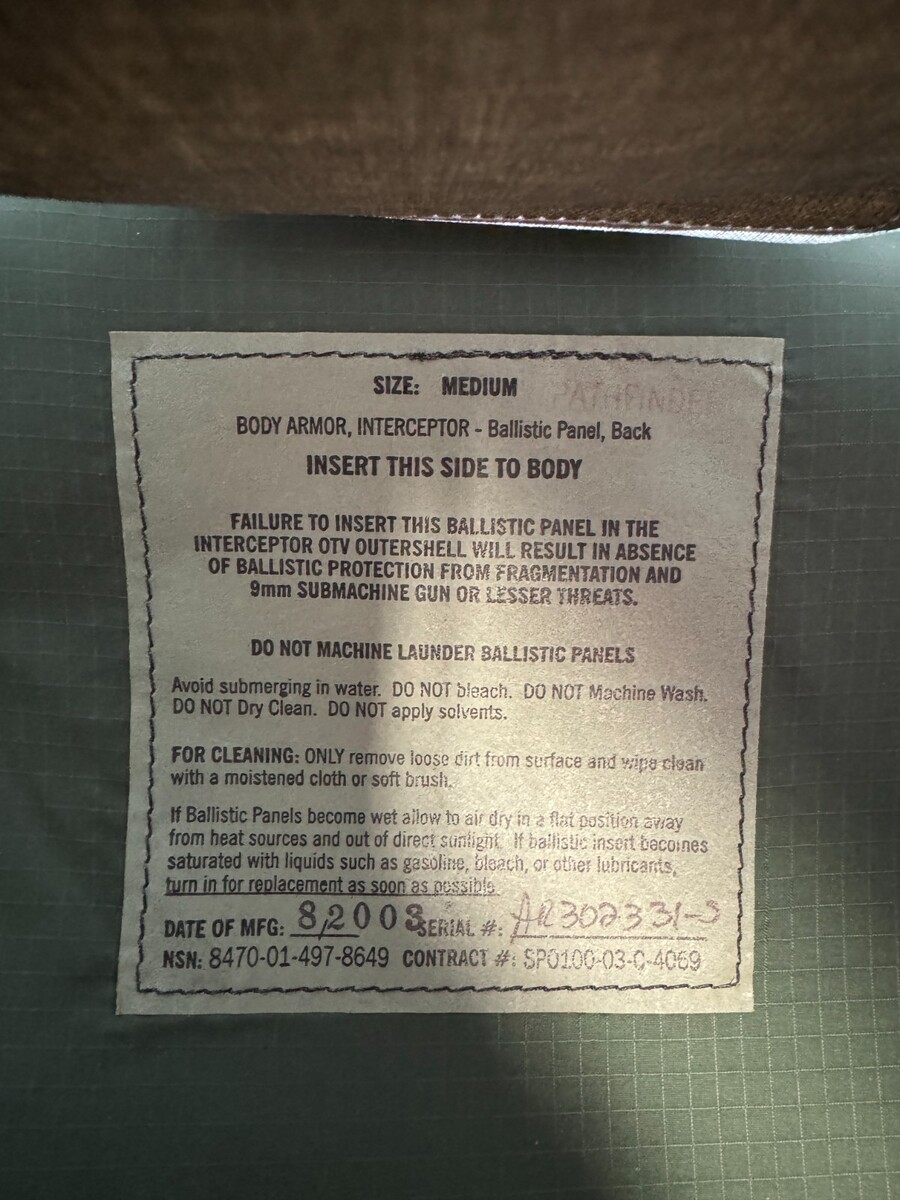 SIZE: MEDIUM
BODY ARMOR, INTERCEPTOR - Ballistic Panel, Back
INSERT THIS SIDE TO BODY
FAILURE TO INSERT THIS BALLISTIC PANEL IN THE
INTERCEPTOR OTV OUTERSHELL WILL RESULT IN ABSENCE
OF BALLISTIC PROTECTION FROM FRAGMENTATION AND
9mm SUBMACHINE GUN OR LESSER THREATS.
DO NOT MACHINE LAUNDER BALLISTIC PANELS
Avoid submerging in water. DO NOT bleach. DO NOT Machine Wash.
DO NOT Dry Clean. DO NOT apply solvents.
FOR CLEANING: ONLY remove loose dirt from surface and wipe clean
with a moistened cloth or soft brush.
If Ballistic Panels become wet allow to air dry in a flat position away
from heat sources and out of direct sunlight. If ballistic insert becomes
saturated with liquids such as gasoline, bleach, or other lubricants,
turn in for replacement as soon as possible.
DATE OF MFG: 8,2003 SERIAL #: AR302331-S
NSN: 8470-01-497-8649 CONTRACT #: SP0100-03-C-4069